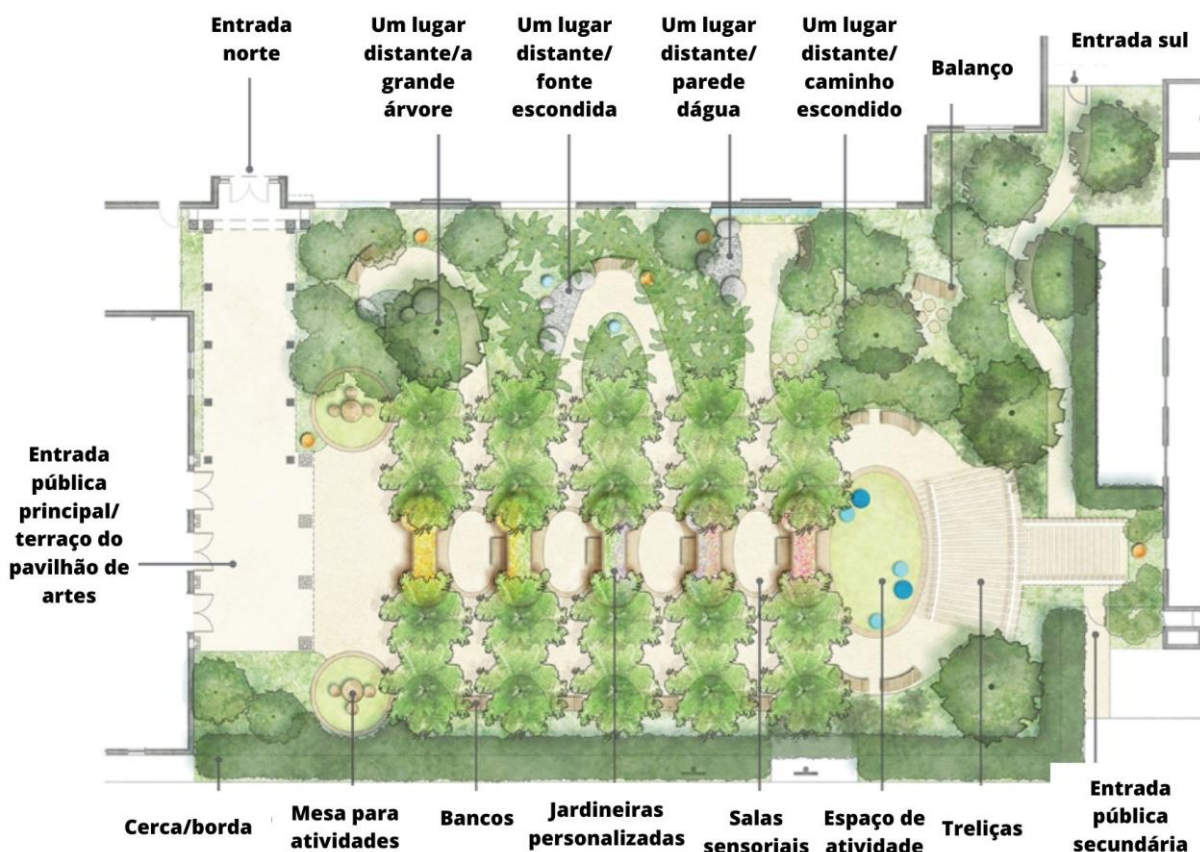 Entrada
norte
Um lugar
distante/a
grande
árvore
Um lugar
distante/
fonte
escondida
Um lugar
distante/
parede
dágua
Um lugar
distante/
caminho
escondido
Balanço
Entrada sul
Entrada
pública
principal/
terraço do
pavilhão de
artes
Cerca/borda
Mesa para
atividades
Bancos
Jardineiras
personalizadas
Salas
sensoriais
Espaço de
atividade
Treliças
Entrada
pública
secundária